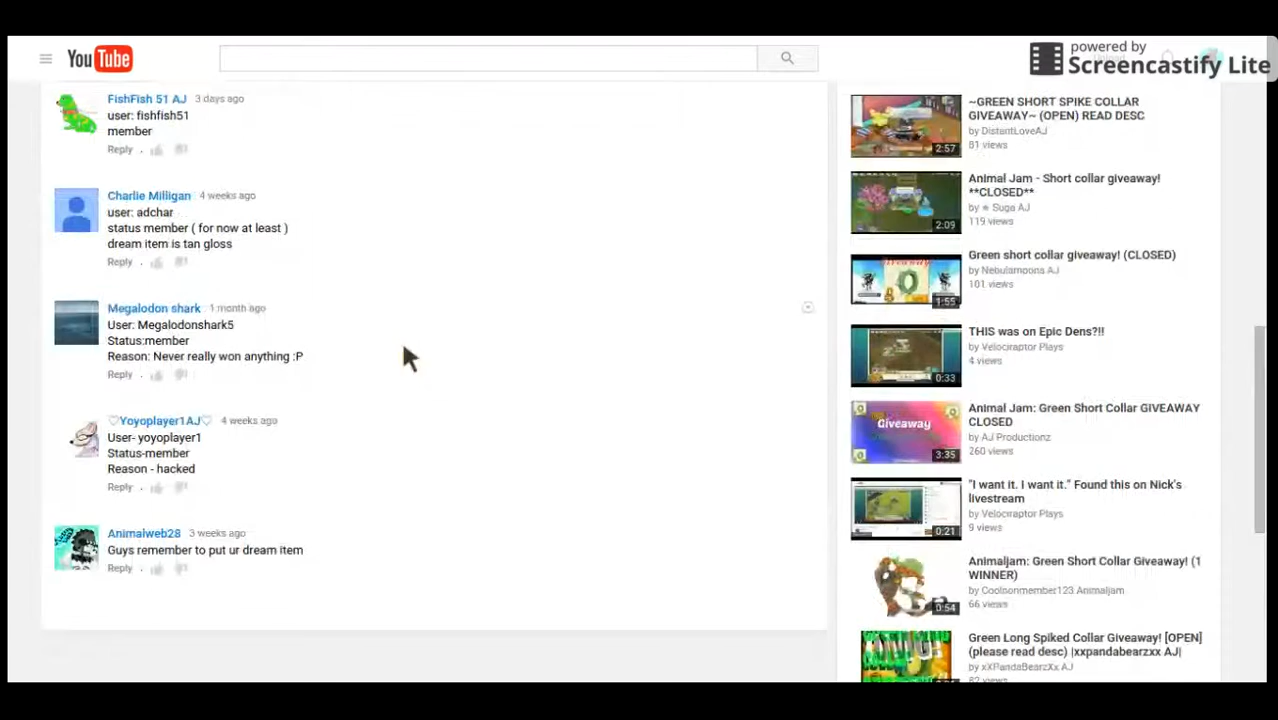 YouTube
powered by
Screencastify Lite
FishFish 51 AJ 3 days ago
user: fishfish51
member
Reply .
Charlie Milligan 4 weeks ago
user: adchar
status member ( for now at least )
dream item is tan gloss
Reply .
Megalodon shark 1 month ago
User: Megalodonshark5
Status:member
Reason: Never really won anything :P
Reply .
♡Yoyoplayer1AJ♡ 4 weeks ago
User- yoyoplayer1
Status-member
Reason - hacked
Reply .
Animalweb28 3 weeks ago
Guys remember to put ur dream item
Reply .
~GREEN SHORT SPIKE COLLAR
GIVEAWAY~ (OPEN) READ DESC
by DistantLoveAJ
81 views
2:57
Animal Jam - Short collar giveaway!
**CLOSED**
by ★ Suga AJ
119 views
2:09
Green short collar giveaway! (CLOSED)
by Nebulamoons AJ
101 views
1:55
THIS was on Epic Dens?!!
by Velociraptor Plays
4 views
0:33
Animal Jam: Green Short Collar GIVEAWAY
CLOSED
by AJ Productionz
260 views
Giveaway
3:35
"I want it. I want it." Found this on Nick's
livestream
by Velociraptor Plays
9 views
0:21
Animaljam: Green Short Collar Giveaway! (1
WINNER)
by Coolnonmember123 Animaljam
66 views
0:54
Green Long Spiked Collar Giveaway! [OPEN]
(please read desc) |xxpandabearzxx AJ|
by xXPandaBearzXx AJ
82 views